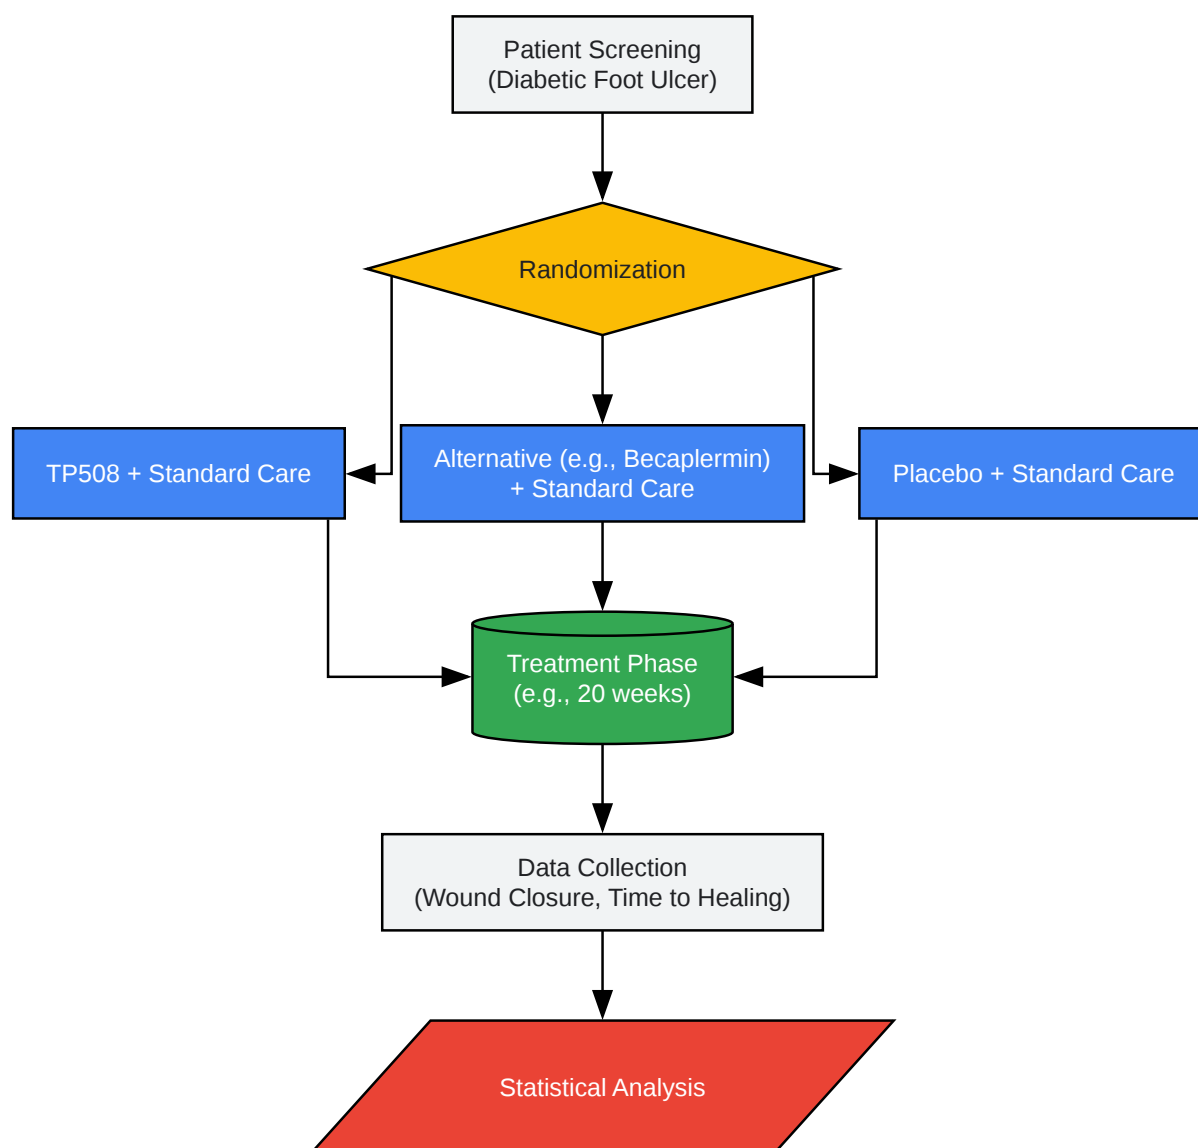 Patient Screening
(Diabetic Foot Ulcer)
Randomization
TP508 + Standard Care
Alternative (e.g., Becaplermin)
+ Standard Care
Placebo + Standard Care
Treatment Phase
(e.g., 20 weeks)
Data Collection
(Wound Closure, Time to Healing)
Statistical Analysis